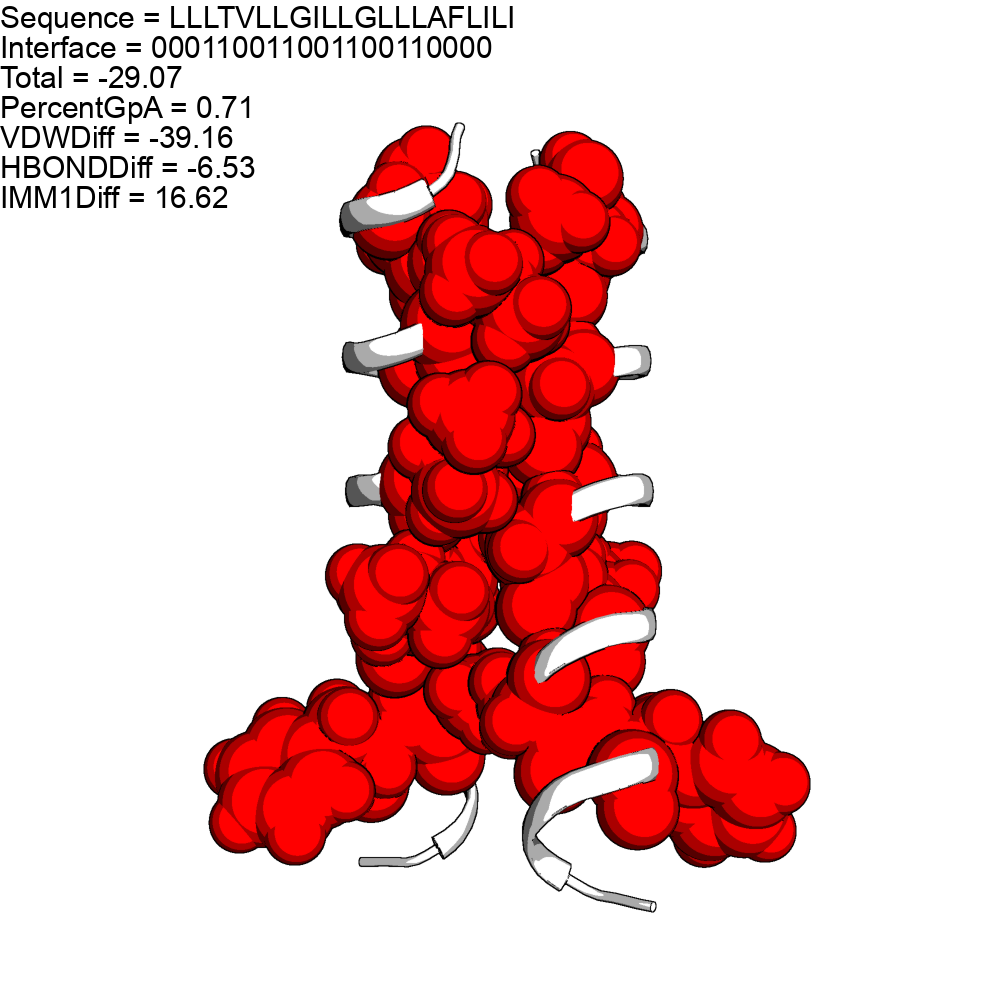 Sequence = LLLTVLLGILLGLLLAFLILI
Interface = 000110011001100110000
Total = -29.07
PercentGpA = 0.71
VDWDiff = -39.16
HBONDDiff = -6.53
IMM1Diff = 16.62